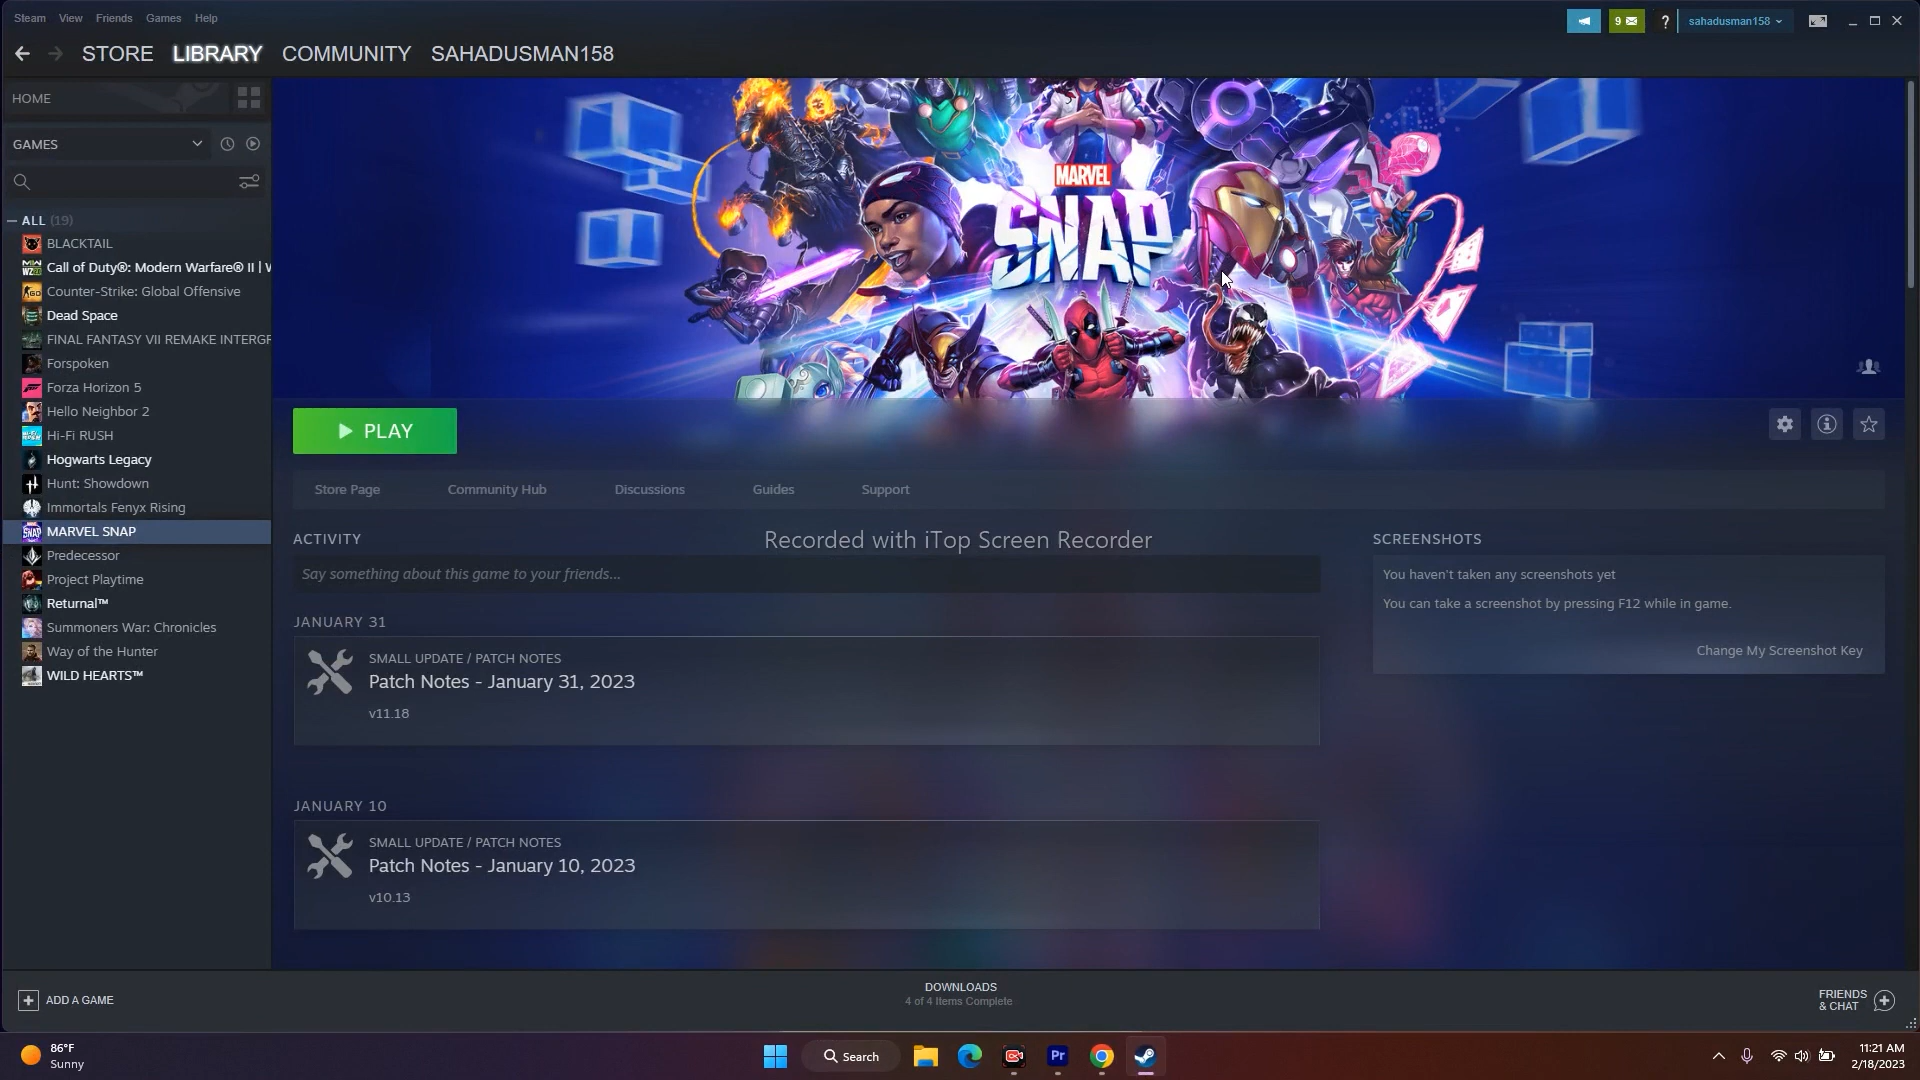 Steam View Friends Games Help
9 ? sahadusman158
STORE LIBRARY COMMUNITY SAHADUSMAN158
HOME
GAMES
ALL (19)
BLACKTAIL
Call of Duty®: Modern Warfare® II | W
Counter-Strike: Global Offensive
Dead Space
FINAL FANTASY VII REMAKE INTERGR
Forspoken
Forza Horizon 5
Hello Neighbor 2
Hi-Fi RUSH
Hogwarts Legacy
Hunt: Showdown
Immortals Fenyx Rising
MARVEL SNAP
Predecessor
Project Playtime
Returnal™
Summoners War: Chronicles
Way of the Hunter
WILD HEARTS™
MARVEL
SNAP
PLAY
Store Page Community Hub Discussions Guides Support
ACTIVITY
Recorded with iTop Screen Recorder
Say something about this game to your friends...
JANUARY 31
SMALL UPDATE / PATCH NOTES
Patch Notes - January 31, 2023
v11.18
JANUARY 10
SMALL UPDATE / PATCH NOTES
Patch Notes - January 10, 2023
v10.13
SCREENSHOTS
You haven't taken any screenshots yet
You can take a screenshot by pressing F12 while in game.
Change My Screenshot Key
ADD A GAME
DOWNLOADS
4 of 4 Items Complete
FRIENDS
& CHAT
86°F
Sunny
Search
Pr
11:21 AM
2/18/2023